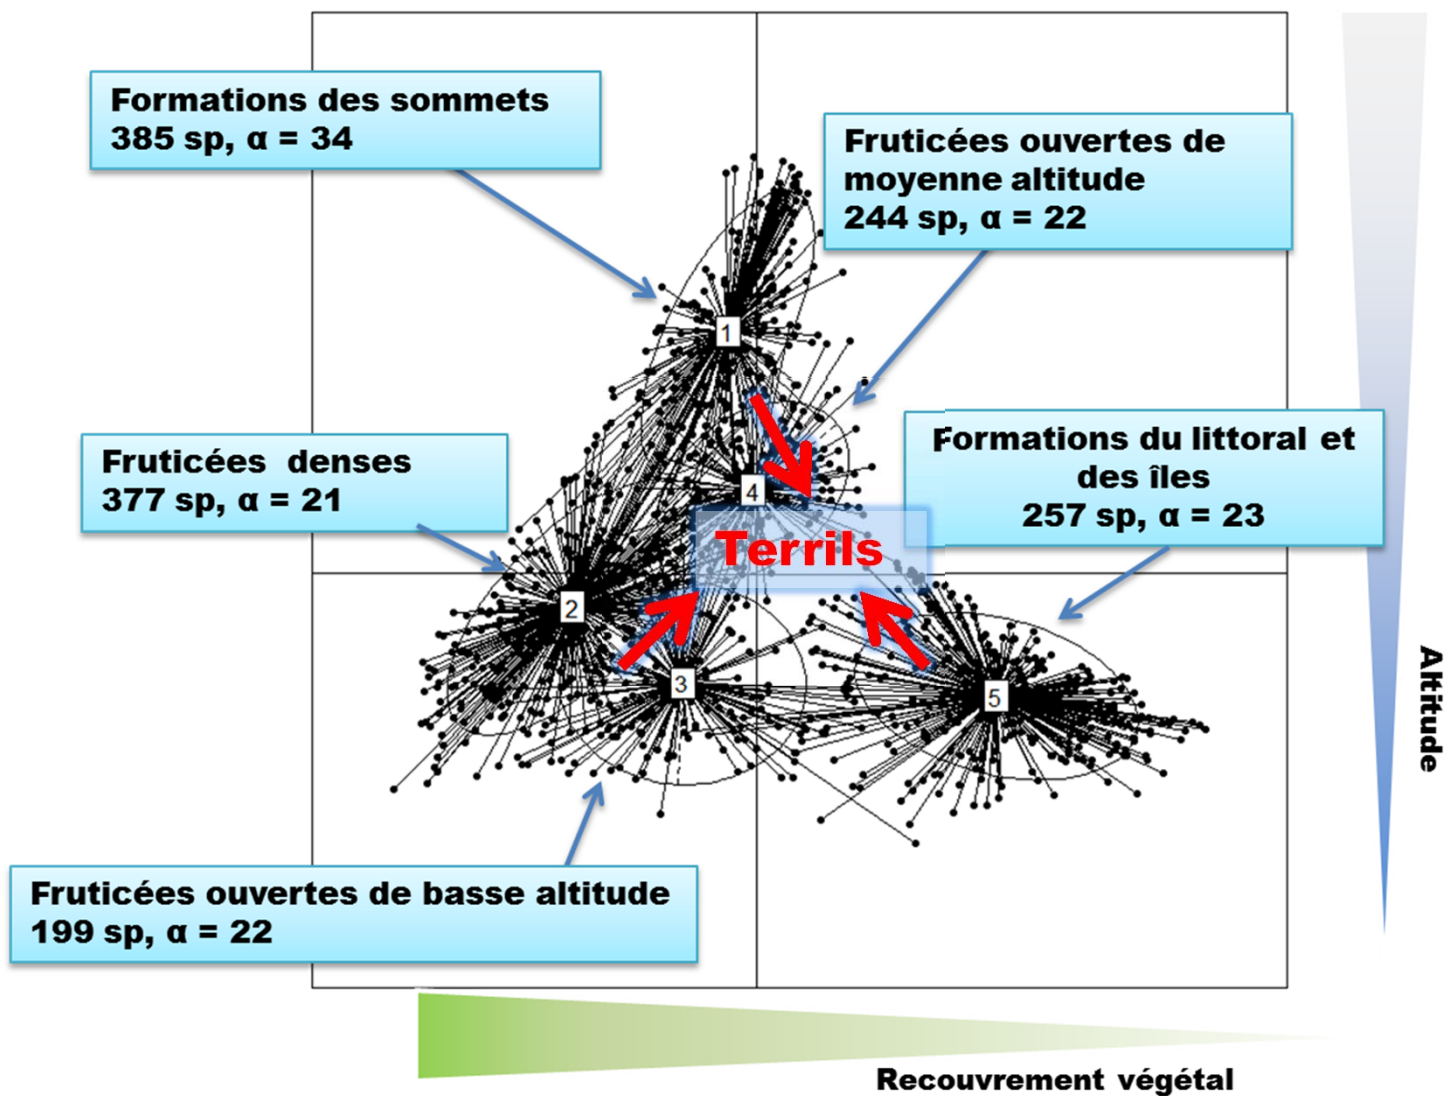 Formations des sommets
385 sp, α = 34
Fruticées ouvertes de
moyenne altitude
244 sp, α = 22
1
Fruticées denses
377 sp, α = 21
Formations du littoral et
des îles
257 sp, α = 23
4
Terrils
2
3
5
Altitude
Fruticées ouvertes de basse altitude
199 sp, α = 22
Recouvrement végétal